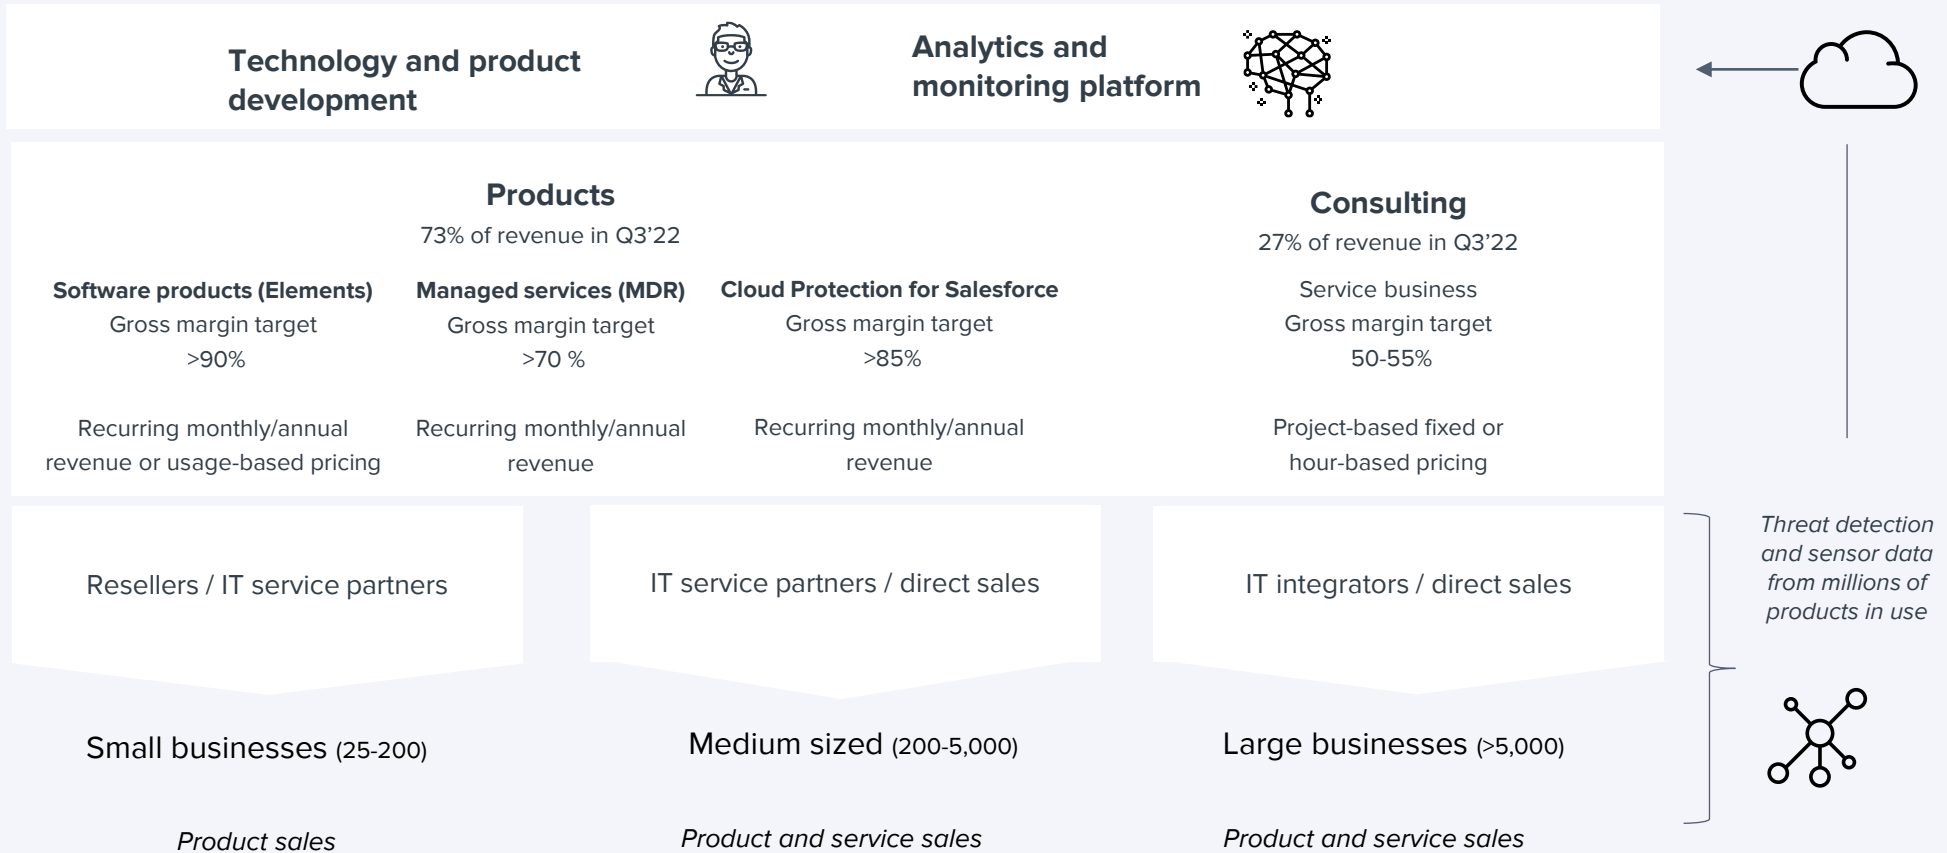 Technology and product
development
Analytics and
monitoring platform
Products
73% of revenue in Q3’22
Software products (Elements)
Gross margin target
>90%
Recurring monthly/annual
revenue or usage-based pricing
Managed services (MDR)
Gross margin target
>70 %
Recurring monthly/annual
revenue
Cloud Protection for Salesforce
Gross margin target
>85%
Recurring monthly/annual
revenue
Consulting
27% of revenue in Q3’22
Service business
Gross margin target
50-55%
Project-based fixed or
hour-based pricing
Resellers / IT service partners
IT service partners / direct sales
IT integrators / direct sales
Threat detection
and sensor data
from millions of
products in use
Small businesses (25-200)
Medium sized (200-5,000)
Large businesses (>5,000)
Product sales
Product and service sales
Product and service sales